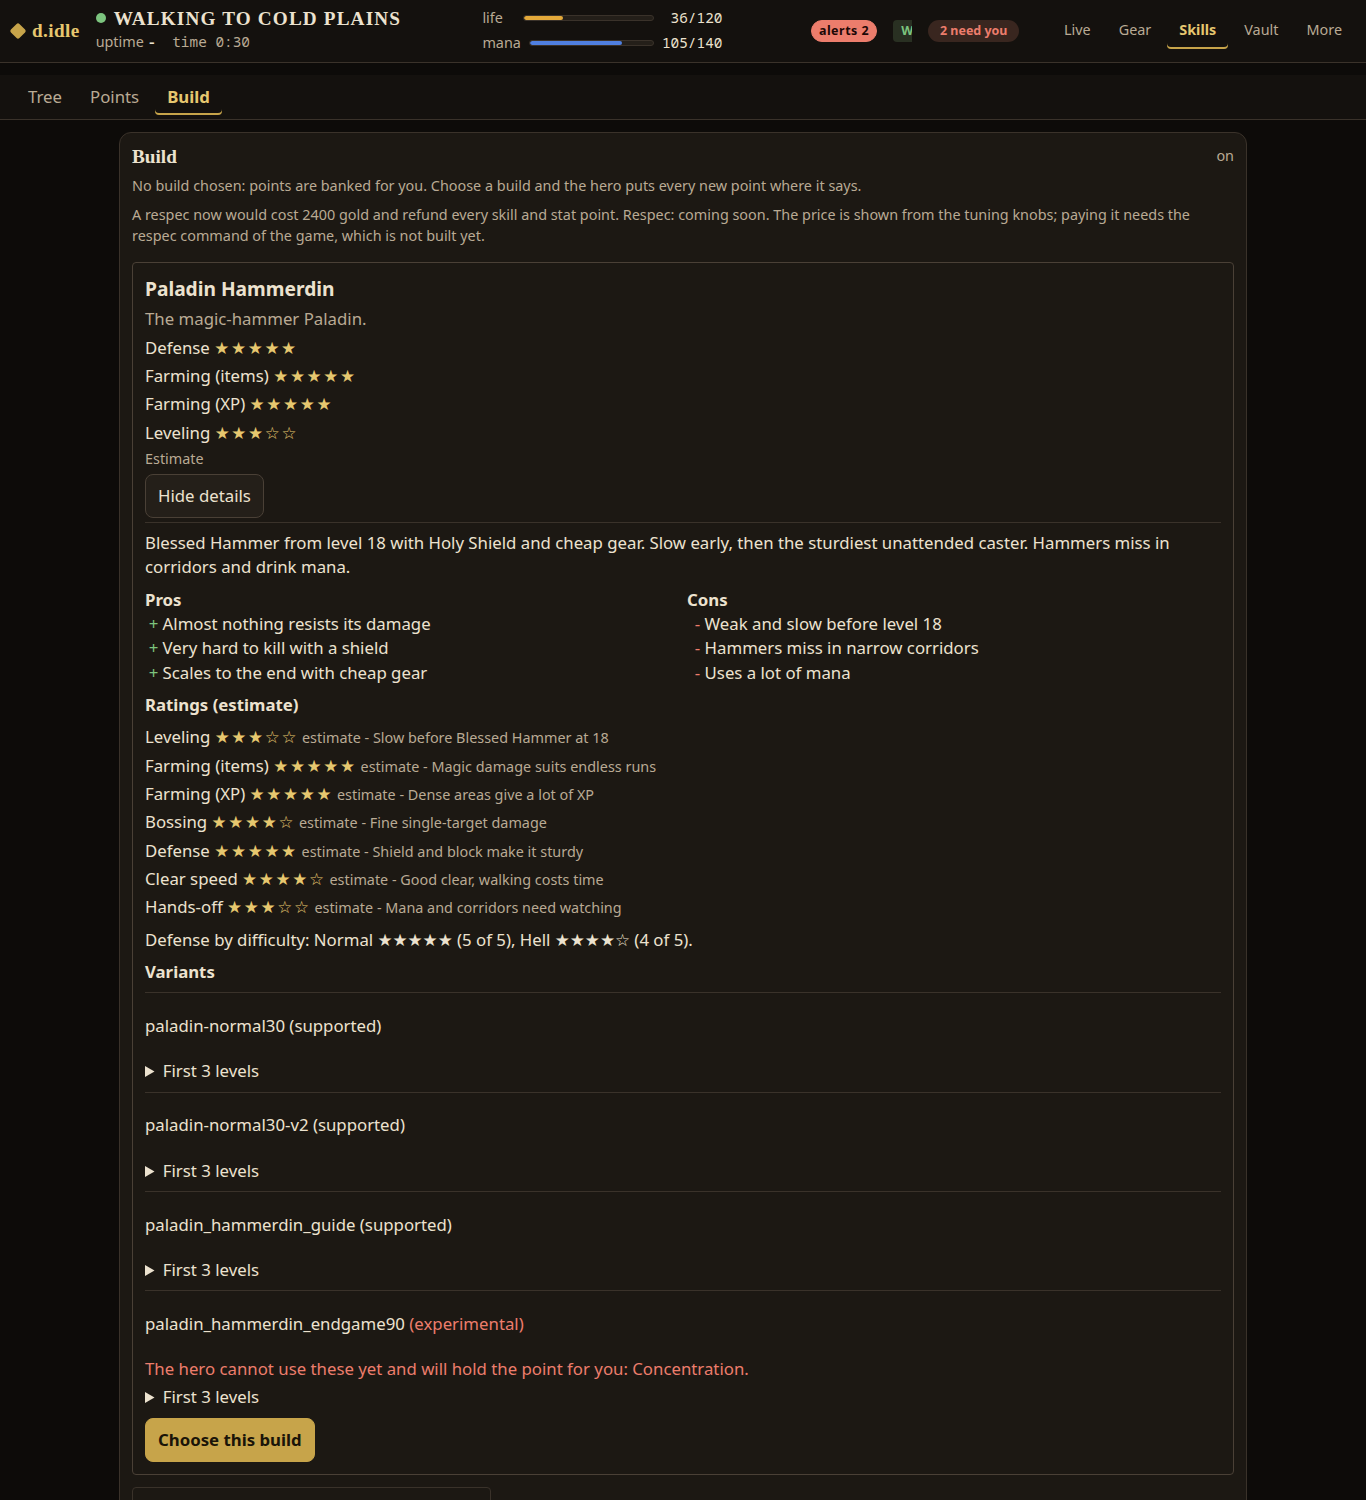 d.idle
WALKING TO COLD PLAINS
uptime - time 0:30
life 36/120
mana 105/140
alerts 2
W
2 need you
Live Gear Skills Vault More
Tree Points Build
Build on
No build chosen: points are banked for you. Choose a build and the hero puts every new point where it says.
A respec now would cost 2400 gold and refund every skill and stat point. Respec: coming soon. The price is shown from the tuning knobs; paying it needs the
respec command of the game, which is not built yet.
Paladin Hammerdin
The magic-hammer Paladin.
Defense ★★★★★
Farming (items) ★★★★★
Farming (XP) ★★★★★
Leveling ★★★☆☆
Estimate
Hide details
Blessed Hammer from level 18 with Holy Shield and cheap gear. Slow early, then the sturdiest unattended caster. Hammers miss in
corridors and drink mana.
Pros
+ Almost nothing resists its damage
+ Very hard to kill with a shield
+ Scales to the end with cheap gear
Cons
- Weak and slow before level 18
- Hammers miss in narrow corridors
- Uses a lot of mana
Ratings (estimate)
Leveling ★★★☆☆ estimate - Slow before Blessed Hammer at 18
Farming (items) ★★★★★ estimate - Magic damage suits endless runs
Farming (XP) ★★★★★ estimate - Dense areas give a lot of XP
Bossing ★★★★☆ estimate - Fine single-target damage
Defense ★★★★★ estimate - Shield and block make it sturdy
Clear speed ★★★★☆ estimate - Good clear, walking costs time
Hands-off ★★★☆☆ estimate - Mana and corridors need watching
Defense by difficulty: Normal ★★★★★ (5 of 5), Hell ★★★★☆ (4 of 5).
Variants
paladin-normal30 (supported)
▶ First 3 levels
paladin-normal30-v2 (supported)
▶ First 3 levels
paladin_hammerdin_guide (supported)
▶ First 3 levels
paladin_hammerdin_endgame90 (experimental)
The hero cannot use these yet and will hold the point for you: Concentration.
▶ First 3 levels
Choose this build